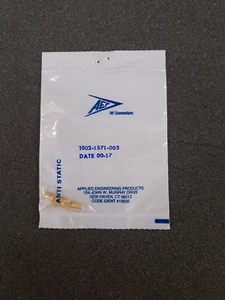 AEP
RF Connectors
1002-1571-003
DATE 00-17
ANTI STATIC
APPLIED ENGINEERING PRODUCTS
104 JOHN W. MURPHY DRIVE
NEW HAVEN, CT 06513
CODE IDENT #19505